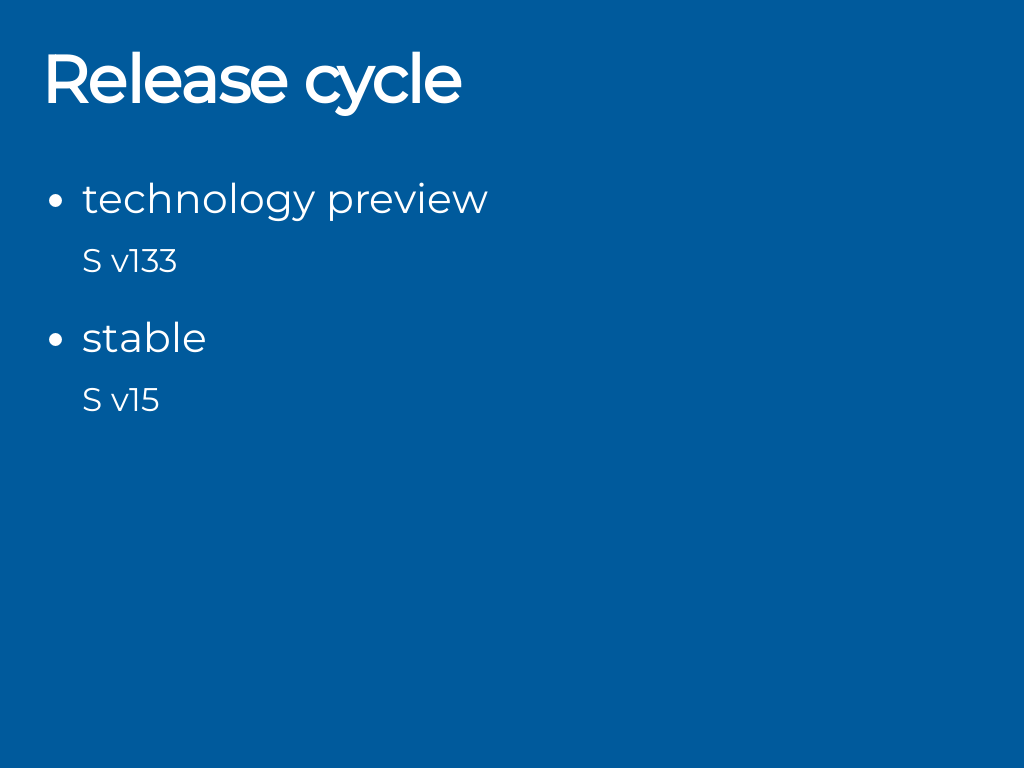 Release cycle
• technology preview
S v133
• stable
S v15